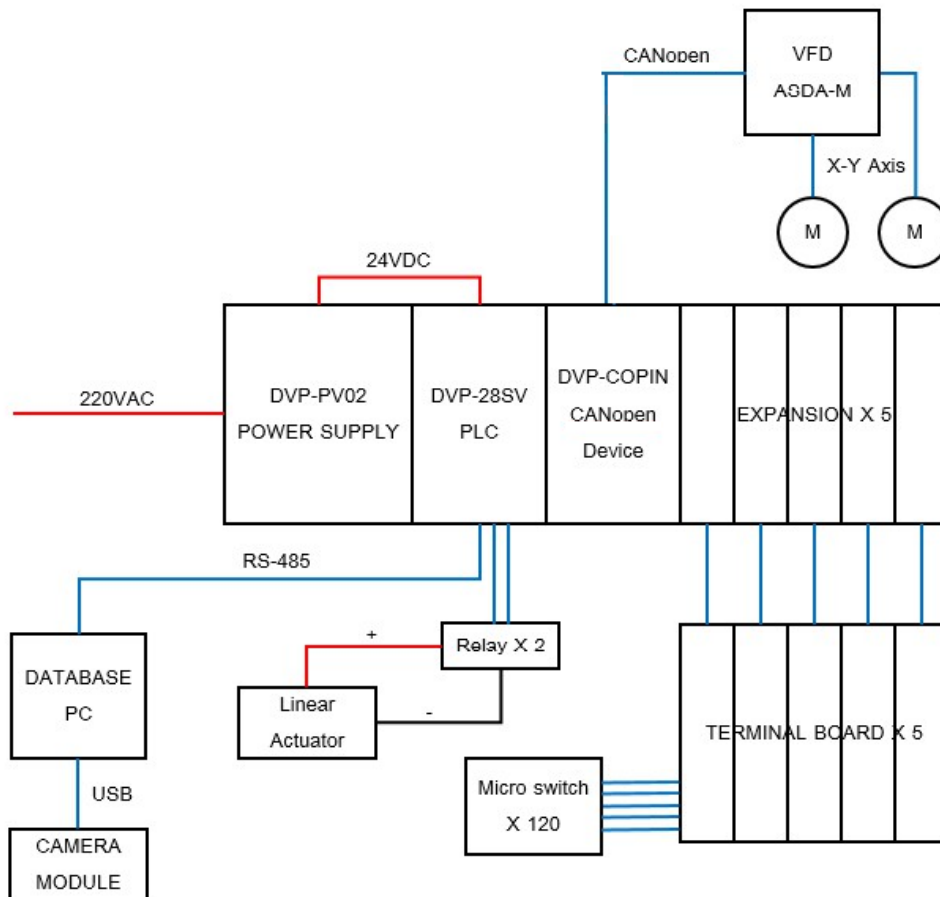 CANopen
VFD
ASDA-M
X-Y Axis
M
M
24VDC
220VAC
DVP-PV02
POWER SUPPLY
DVP-28SV
PLC
DVP-COPIN
CANopen
Device
EXPANSION X 5
RS-485
DATABASE
PC
+
Relay X 2
Linear
Actuator
-
TERMINAL BOARD X 5
Micro switch
X 120
USB
CAMERA
MODULE